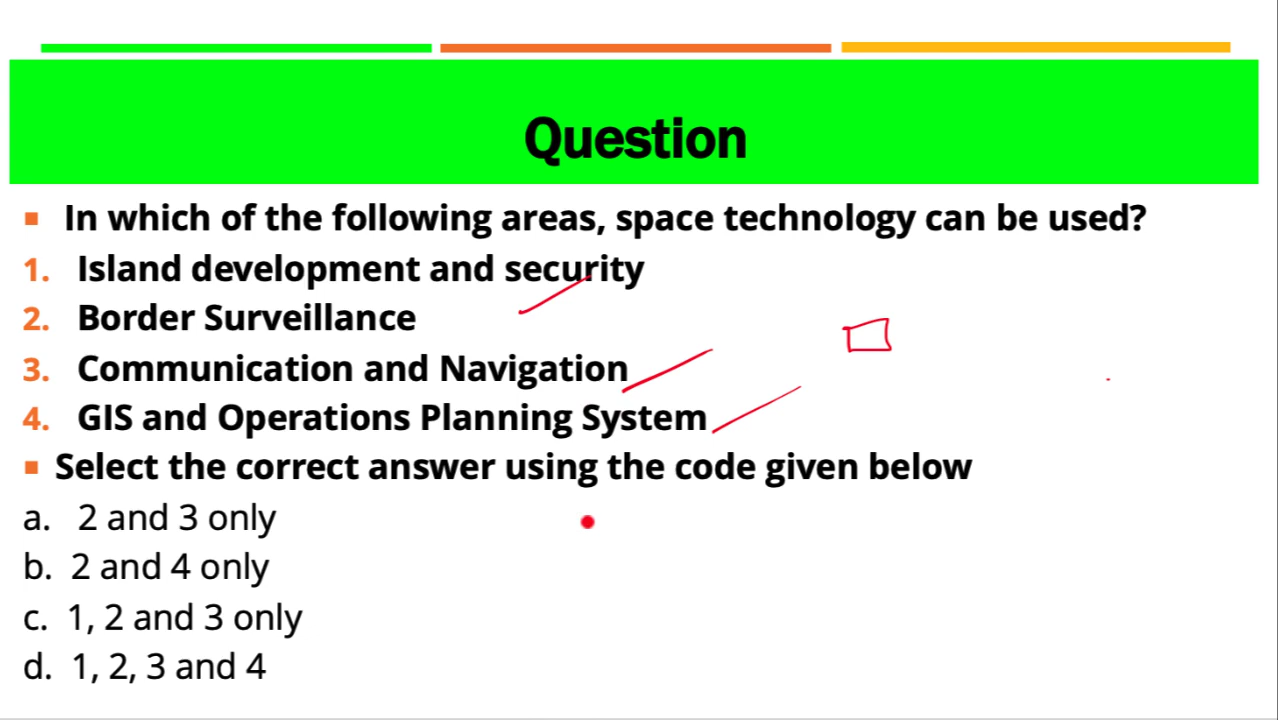 Question
▪ In which of the following areas, space technology can be used?
1. Island development and security
2. Border Surveillance
3. Communication and Navigation
4. GIS and Operations Planning System
▪ Select the correct answer using the code given below
a. 2 and 3 only
b. 2 and 4 only
c. 1, 2 and 3 only
d. 1, 2, 3 and 4